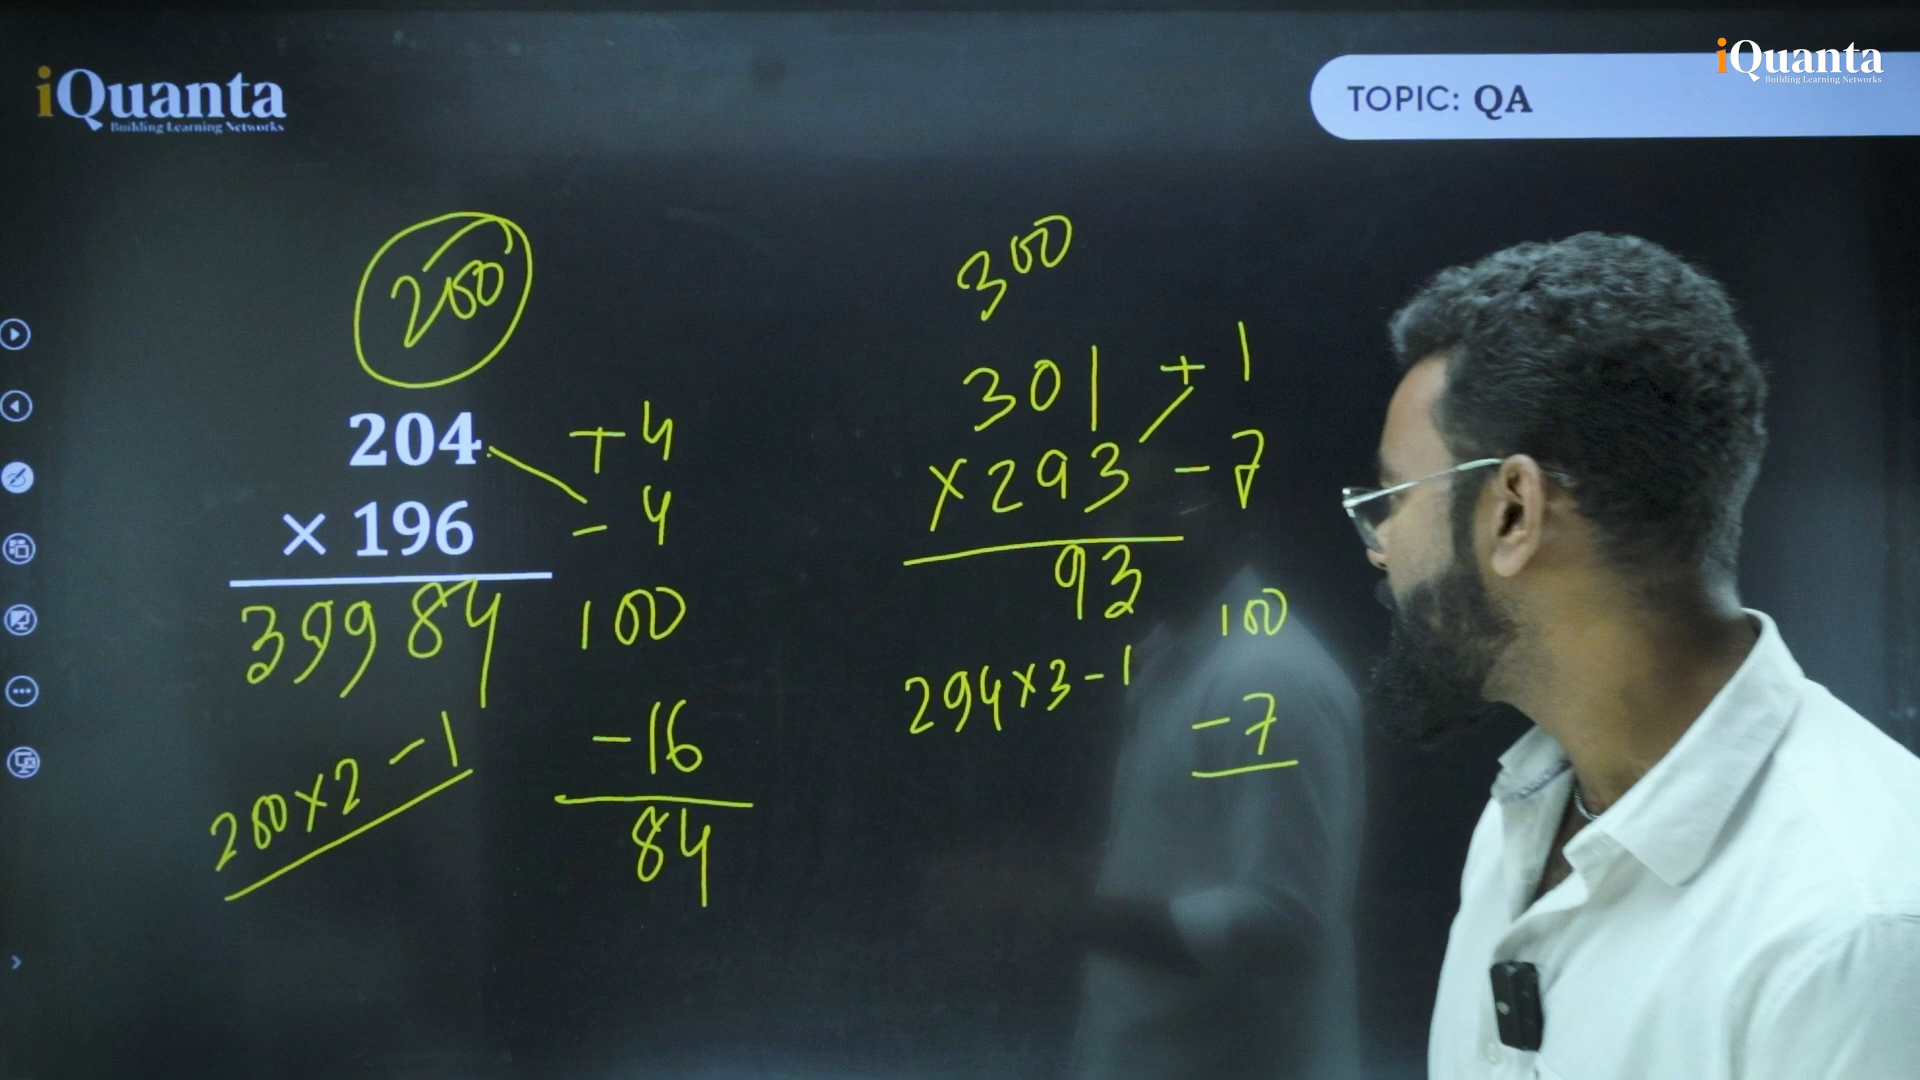 iQuanta
Building Learning Networks
TOPIC: QA
iQuanta
Building Learning Networks
200
204 + 4
× 196 - 4
39984
200×2-1
100
-16
84
300
301 + 1
×293 - 7
93
294×3-1
100
-7